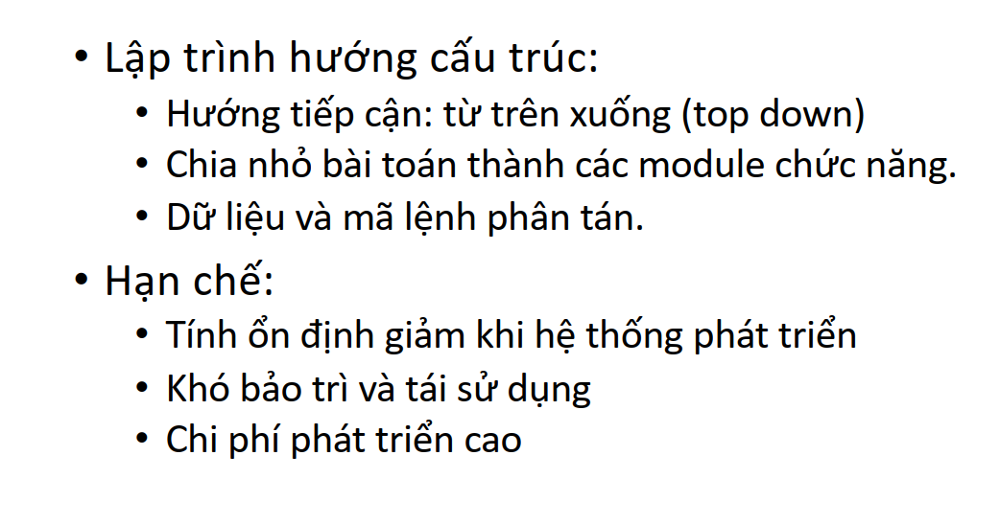 • Lập trình hướng cấu trúc:
• Hướng tiếp cận: từ trên xuống (top down)
• Chia nhỏ bài toán thành các module chức năng.
• Dữ liệu và mã lệnh phân tán.
• Hạn chế:
• Tính ổn định giảm khi hệ thống phát triển
• Khó bảo trì và tái sử dụng
• Chi phí phát triển cao